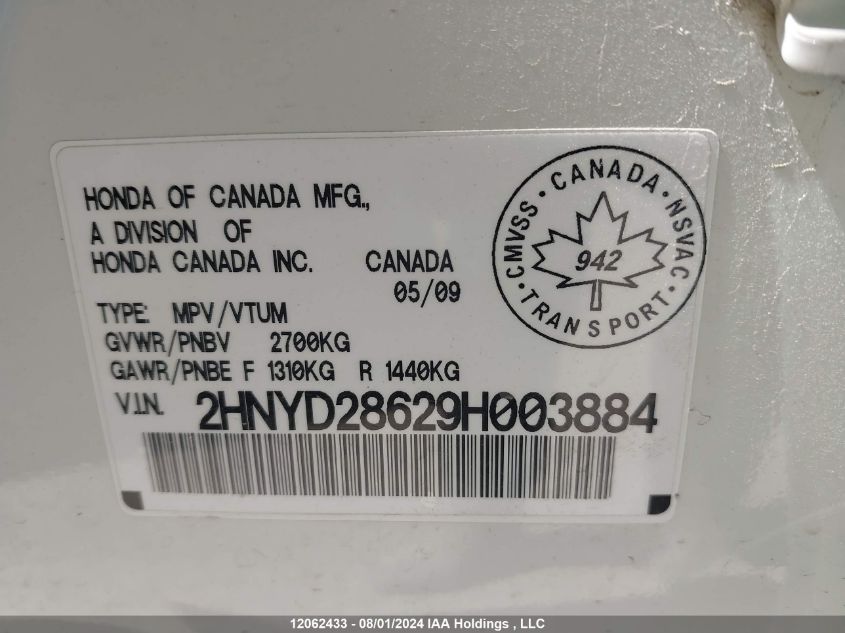 HONDA OF CANADA MFG.,
A DIVISION OF
HONDA CANADA INC. CANADA
05/09
TYPE: MPV/VTUM
GVWR/PNBV 2700KG
GAWR/PNBE F 1310KG R 1440KG
V.I.N. 2HNYD28629H003884
CMVSS · CANADA · NSVAC · TRANSPORT ·
942
12062433 - 08/01/2024 IAA Holdings , LLC